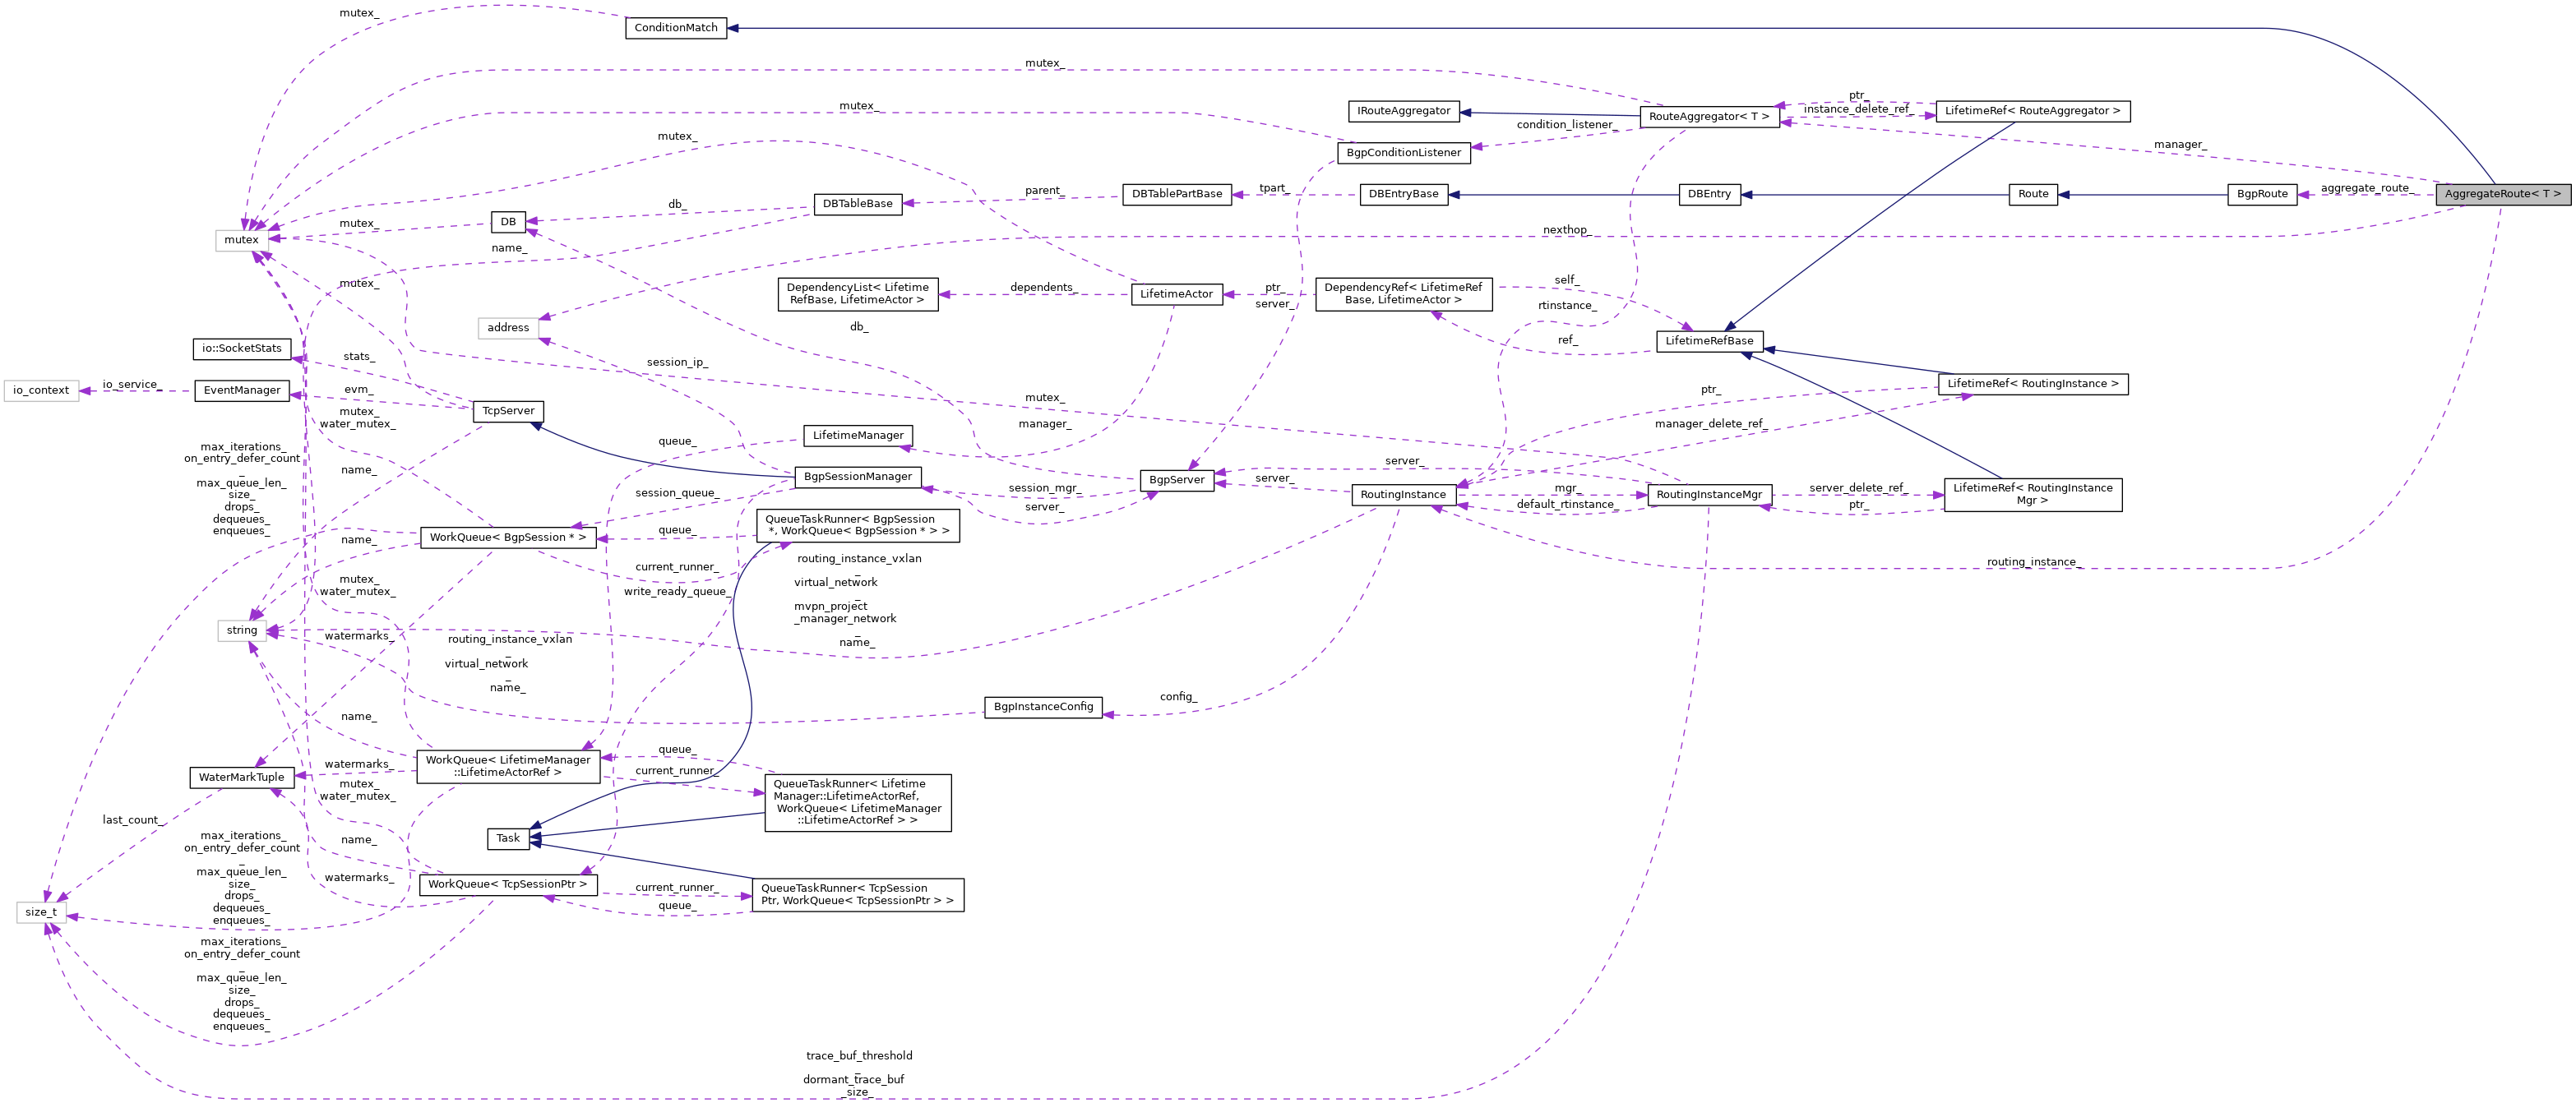 mutex_
ConditionMatch
mutex_
mutex_
IRouteAggregator
RouteAggregator< T >
ptr_
instance_delete_ref_
LifetimeRef< RouteAggregator >
condition_listener_
mutex_
BgpConditionListener
manager_
DBTableBase
parent_
DBTablePartBase
tpart_
DBEntryBase
DBEntry
Route
BgpRoute
aggregate_route_
AggregateRoute< T >
db_
DB
mutex_
mutex
name_
nexthop_
mutex_
DependencyList< Lifetime
RefBase, LifetimeActor >
dependents_
LifetimeActor
ptr_
DependencyRef< LifetimeRef
Base, LifetimeActor >
self_
server_
rtinstance_
address
db_
ref_
LifetimeRefBase
io::SocketStats
stats_
session_ip_
io_context
io_service_
EventManager
evm_
TcpServer
mutex_
water_mutex_
mutex_
ptr_
LifetimeRef< RoutingInstance >
manager_
manager_delete_ref_
LifetimeManager
queue_
max_iterations_
on_entry_defer_count
_
max_queue_len_
size_
drops_
dequeues_
enqueues_
name_
BgpSessionManager
session_mgr_
server_
BgpServer
server_
server_
RoutingInstance
mgr_
default_rtinstance_
RoutingInstanceMgr
server_delete_ref_
ptr_
LifetimeRef< RoutingInstance
Mgr >
session_queue_
WorkQueue< BgpSession * >
queue_
QueueTaskRunner< BgpSession
*, WorkQueue< BgpSession * > >
name_
current_runner_
routing_instance_vxlan
_
virtual_network
_
mvpn_project
_manager_network
_
name_
routing_instance_
mutex_
water_mutex_
write_ready_queue_
string
watermarks_
routing_instance_vxlan
_
virtual_network
_
name_
config_
BgpInstanceConfig
name_
WorkQueue< LifetimeManager
::LifetimeActorRef >
queue_
current_runner_
watermarks_
WaterMarkTuple
QueueTaskRunner< Lifetime
Manager::LifetimeActorRef,
WorkQueue< LifetimeManager
::LifetimeActorRef > >
mutex_
water_mutex_
last_count_
Task
name_
max_iterations_
on_entry_defer_count
_
max_queue_len_
size_
drops_
dequeues_
enqueues_
watermarks_
WorkQueue< TcpSessionPtr >
current_runner_
queue_
QueueTaskRunner< TcpSession
Ptr, WorkQueue< TcpSessionPtr > >
size_t
max_iterations_
on_entry_defer_count
_
max_queue_len_
size_
drops_
dequeues_
enqueues_
trace_buf_threshold
_
dormant_trace_buf
_size_